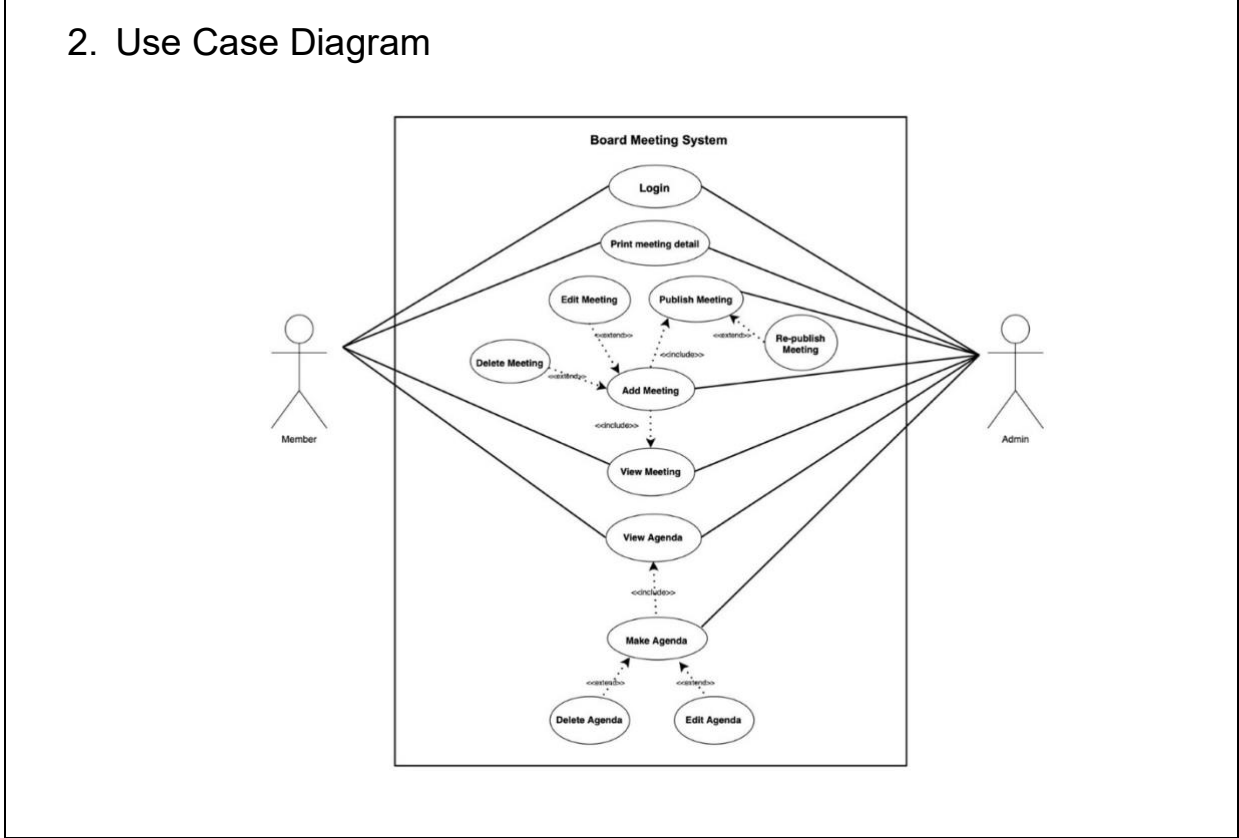 2. Use Case Diagram
Board Meeting System
Login
Print meeting detail
Edit Meeting
Publish Meeting
<<extend>>
<<extend>>
Re-publish
Meeting
<<include>>
Delete Meeting
<<extend>>
Add Meeting
<<include>>
Member
Admin
View Meeting
View Agenda
<<include>>
Make Agenda
<<extend>>
<<extend>>
Delete Agenda
Edit Agenda